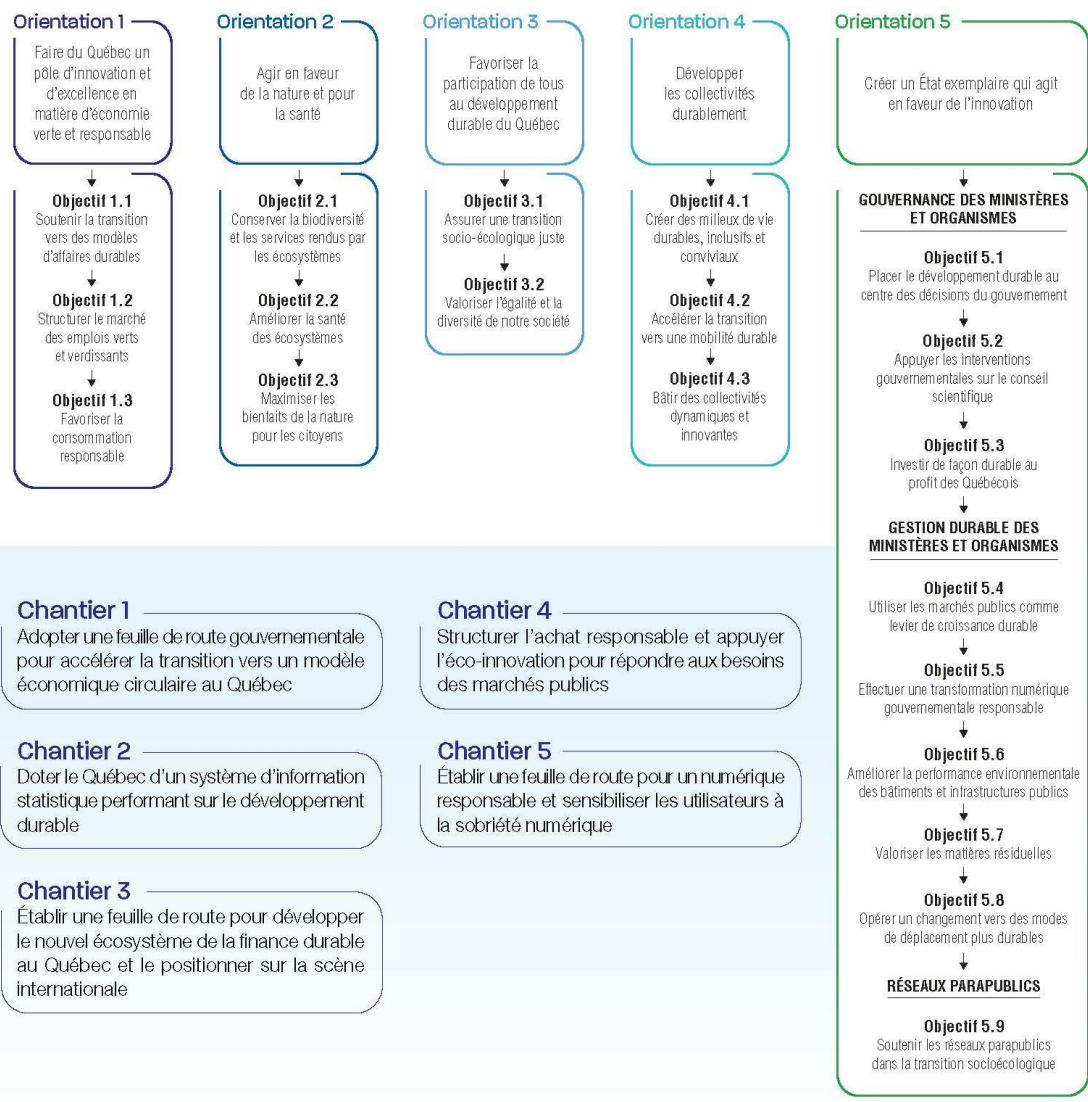 Orientation 1
Faire du Québec un
pôle d'innovation et
d'excellence en
matière d'économie
verte et responsable
Objectif 1.1
Soutenir la transition
vers des modèles
d'affaires durables
Objectif 1.2
Structurer le marché
des emplois verts
et verdissants
Objectif 1.3
Favoriser la
consommation
responsable
Orientation 2
Agir en faveur
de la nature et pour
la santé
Objectif 2.1
Conserver la biodiversité
et les services rendus par
les écosystèmes
Objectif 2.2
Améliorer la santé
des écosystèmes
Objectif 2.3
Maximiser les
bienfaits de la nature
pour les citoyens
Orientation 3
Favoriser la
participation de tous
au développement
durable du Québec
Objectif 3.1
Assurer une transition
socio-écologique juste
Objectif 3.2
Valoriser l'égalité et la
diversité de notre société
Orientation 4
Développer
les collectivités
durablement
Objectif 4.1
Créer des milieux de vie
durables, inclusifs et
conviviaux
Objectif 4.2
Accélérer la transition
vers une mobilité durable
Objectif 4.3
Bâtir des collectivités
dynamiques et
innovantes
Orientation 5
Créer un État exemplaire qui agit
en faveur de l'innovation
GOUVERNANCE DES MINISTÈRES
ET ORGANISMES
Objectif 5.1
Placer le développement durable au
centre des décisions du gouvernement
Objectif 5.2
Appuyer les interventions
gouvernementales sur le conseil
scientifique
Objectif 5.3
Investir de façon durable au
profit des Québécois
GESTION DURABLE DES
MINISTÈRES ET ORGANISMES
Objectif 5.4
Utiliser les marchés publics comme
levier de croissance durable
Objectif 5.5
Effectuer une transformation numérique
gouvernementale responsable
Objectif 5.6
Améliorer la performance environnementale
des bâtiments et infrastructures publics
Objectif 5.7
Valoriser les matières résiduelles
Objectif 5.8
Opérer un changement vers des modes
de déplacement plus durables
RÉSEAUX PARAPUBLICS
Objectif 5.9
Soutenir les réseaux parapublics
dans la transition socioécologique
Chantier 1
Adopter une feuille de route gouvernementale
pour accélérer la transition vers un modèle
économique circulaire au Québec
Chantier 2
Doter le Québec d'un système d'information
statistique performant sur le développement
durable
Chantier 3
Établir une feuille de route pour développer
le nouvel écosystème de la finance durable
au Québec et le positionner sur la scène
internationale
Chantier 4
Structurer l'achat responsable et appuyer
l'éco-innovation pour répondre aux besoins
des marchés publics
Chantier 5
Établir une feuille de route pour un numérique
responsable et sensibiliser les utilisateurs à
la sobriété numérique